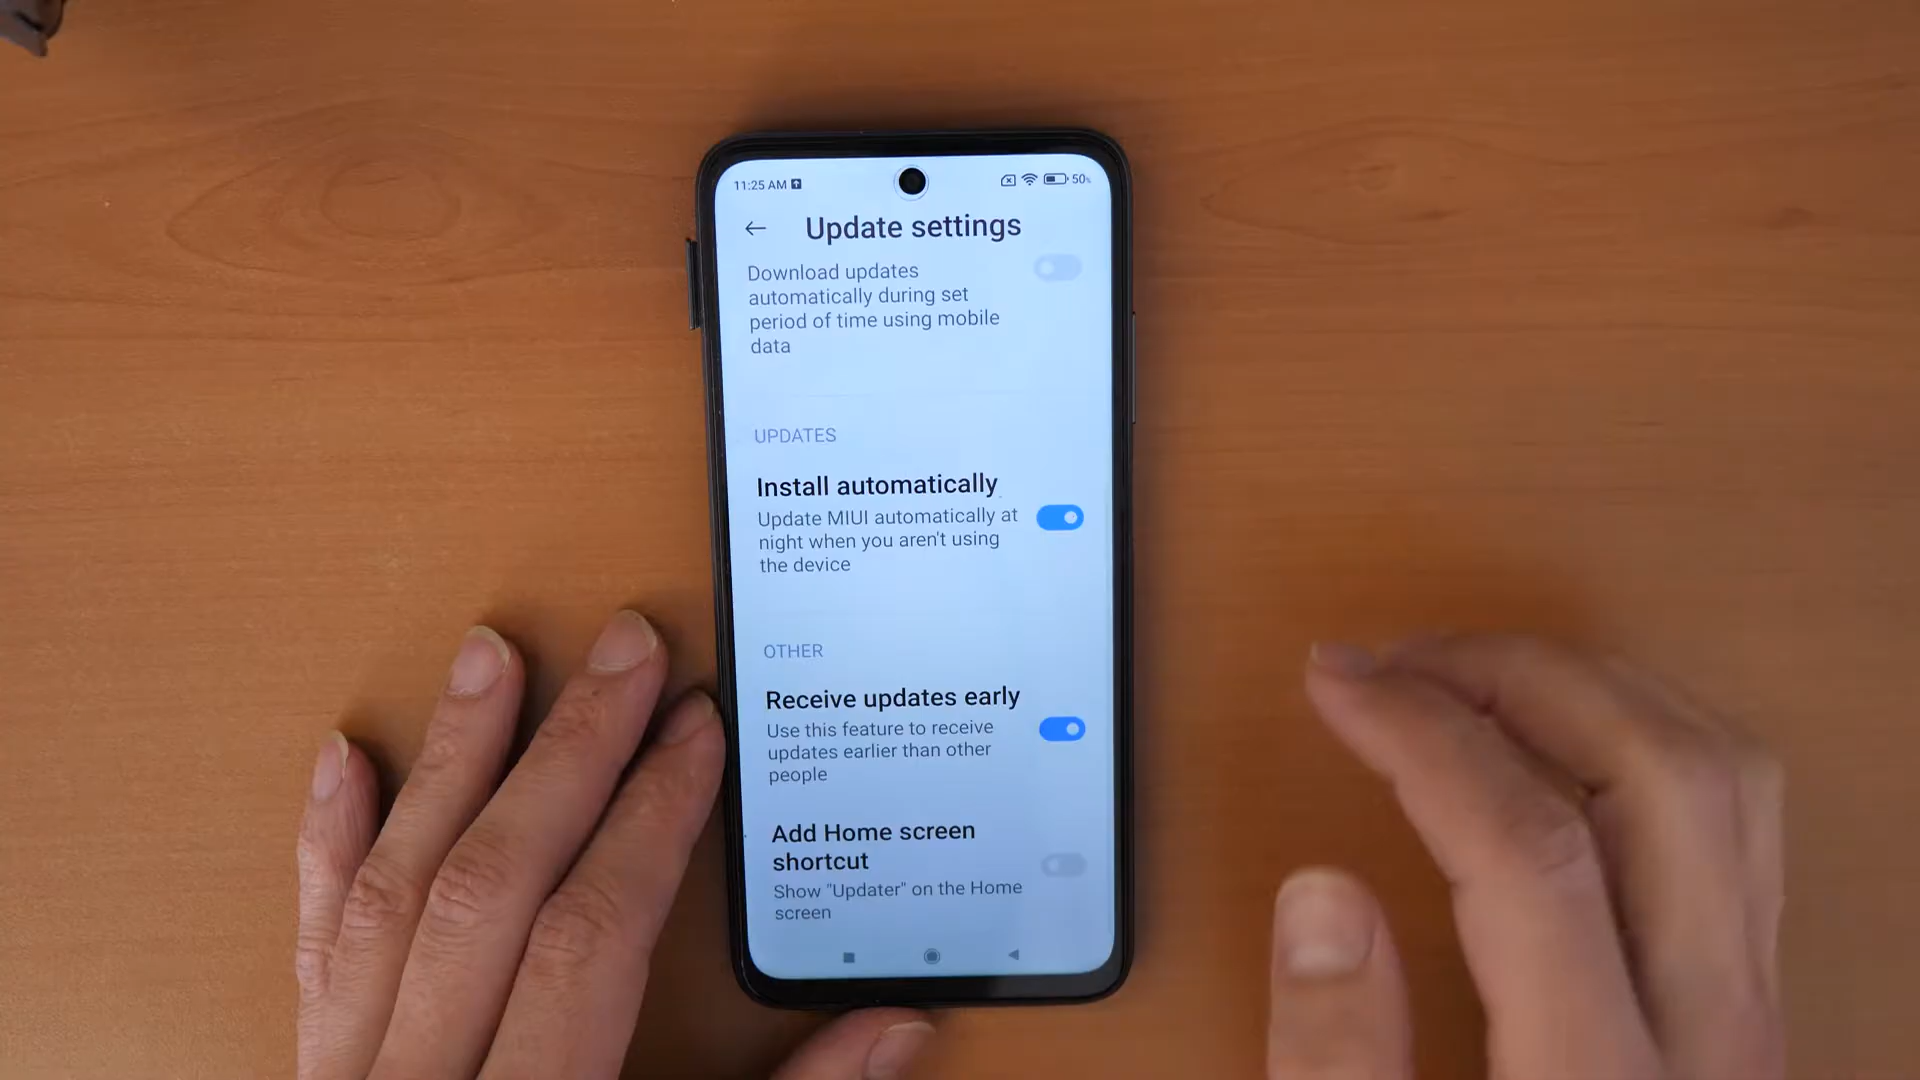 11:25 AM
50%
Update settings
Download updates
automatically during set
period of time using mobile
data
UPDATES
Install automatically
Update MIUI automatically at
night when you aren't using
the device
OTHER
Receive updates early
Use this feature to receive
updates earlier than other
people
Add Home screen
shortcut
Show "Updater" on the Home
screen